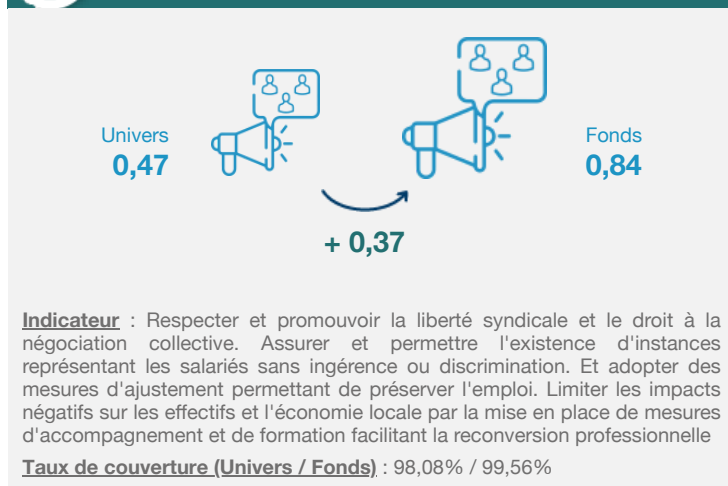 Univers
0,47
Fonds
0,84
+ 0,37
Indicateur : Respecter et promouvoir la liberté syndicale et le droit à la
négociation collective. Assurer et permettre l'existence d'instances
représentant les salariés sans ingérence ou discrimination. Et adopter des
mesures d'ajustement permettant de préserver l'emploi. Limiter les impacts
négatifs sur les effectifs et l'économie locale par la mise en place de mesures
d'accompagnement et de formation facilitant la reconversion professionnelle
Taux de couverture (Univers / Fonds) : 98,08% / 99,56%